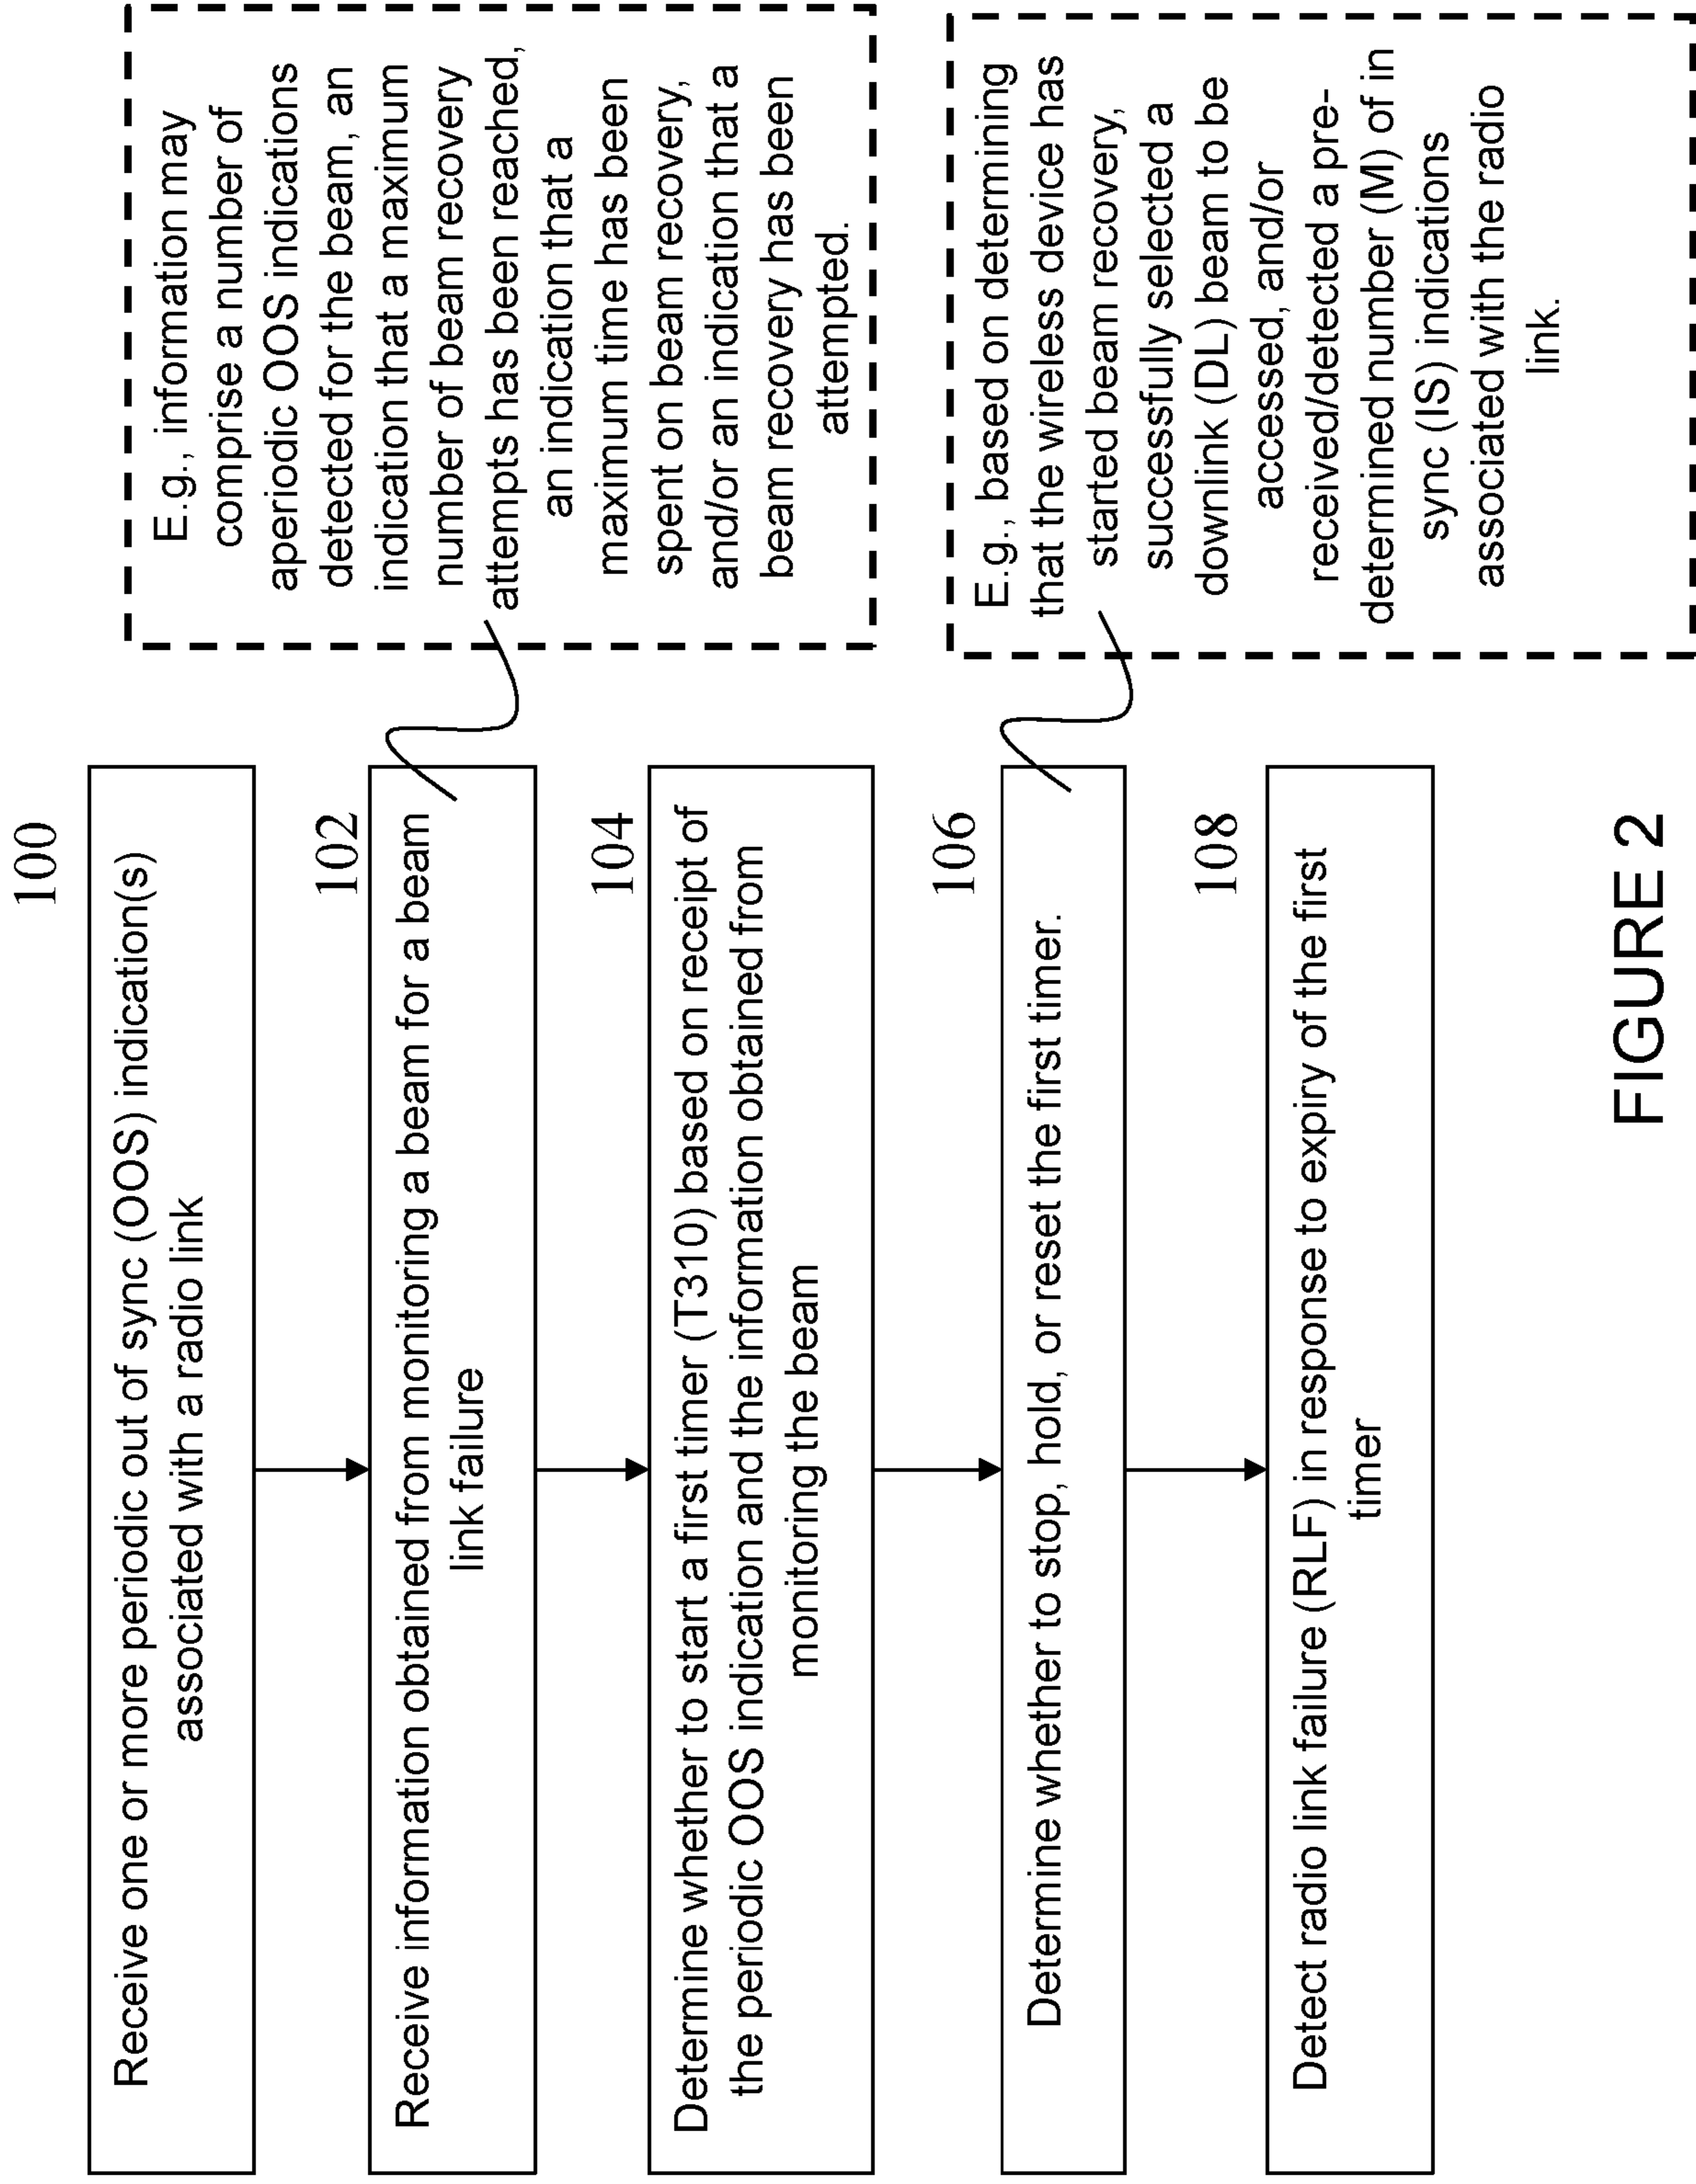 100
Receive one or more periodic out of sync (OOS) indication(s)
associated with a radio link
102
Receive information obtained from monitoring a beam for a beam
link failure
E.g., information may
comprise a number of
aperiodic OOS indications
detected for the beam, an
indication that a maximum
number of beam recovery
attempts has been reached,
an indication that a
maximum time has been
spent on beam recovery,
and/or an indication that a
beam recovery has been
attempted.
104
Determine whether to start a first timer (T310) based on receipt of
the periodic OOS indication and the information obtained from
monitoring the beam
106
Determine whether to stop, hold, or reset the first timer.
E.g., based on determining
that the wireless device has
started beam recovery,
successfully selected a
downlink (DL) beam to be
accessed, and/or
received/detected a pre-
determined number (M) of in
sync (IS) indications
associated with the radio
link.
108
Detect radio link failure (RLF) in response to expiry of the first
timer
FIGURE 2